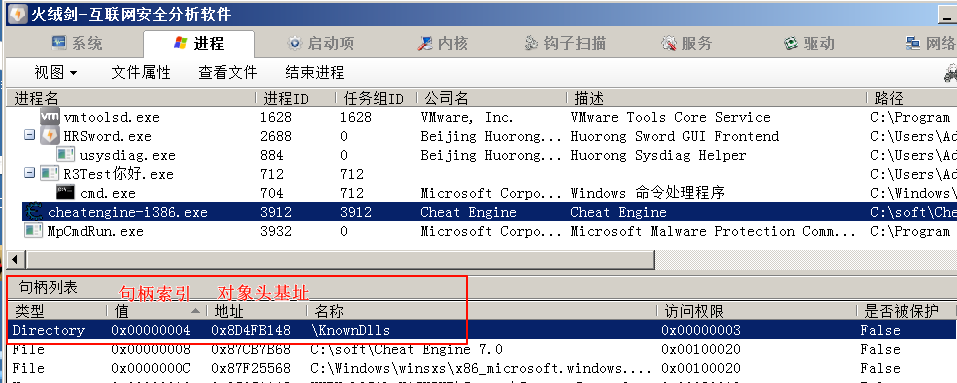 火绒剑-互联网安全分析软件
系统 进程 启动项 内核 钩子扫描 服务 驱动 网络
视图 文件属性 查看文件 结束进程
进程名 进程ID 任务组ID 公司名 描述 路径
vmtoolsd.exe 1628 1628 VMware, Inc. VMware Tools Core Service C:\Program
HRSword.exe 2688 0 Beijing Huorong... Huorong Sword GUI Frontend C:\Users\Ad
usysdiag.exe 884 0 Beijing Huorong... Huorong Sysdiag Helper C:\Users\Ad
R3Test你好.exe 712 712 C:\Users\Ad
cmd.exe 704 712 Microsoft Corpo... Windows 命令处理程序 C:\Windows\
cheatengine-i386.exe 3912 3912 Cheat Engine Cheat Engine C:\soft\Che
MpCmdRun.exe 3932 0 Microsoft Corpo... Microsoft Malware Protection Comm... C:\Program
句柄列表
句柄索引 对象头基址
类型 值 地址 名称 访问权限 是否被保护
Directory 0x00000004 0x8D4FB148 \KnownDlls 0x00000003 False
File 0x00000008 0x87CB7B68 C:\soft\Cheat Engine 7.0 0x00100020 False
File 0x0000000C 0x87F25568 C:\Windows\winsxs\x86_microsoft.windows.... 0x00100020 False